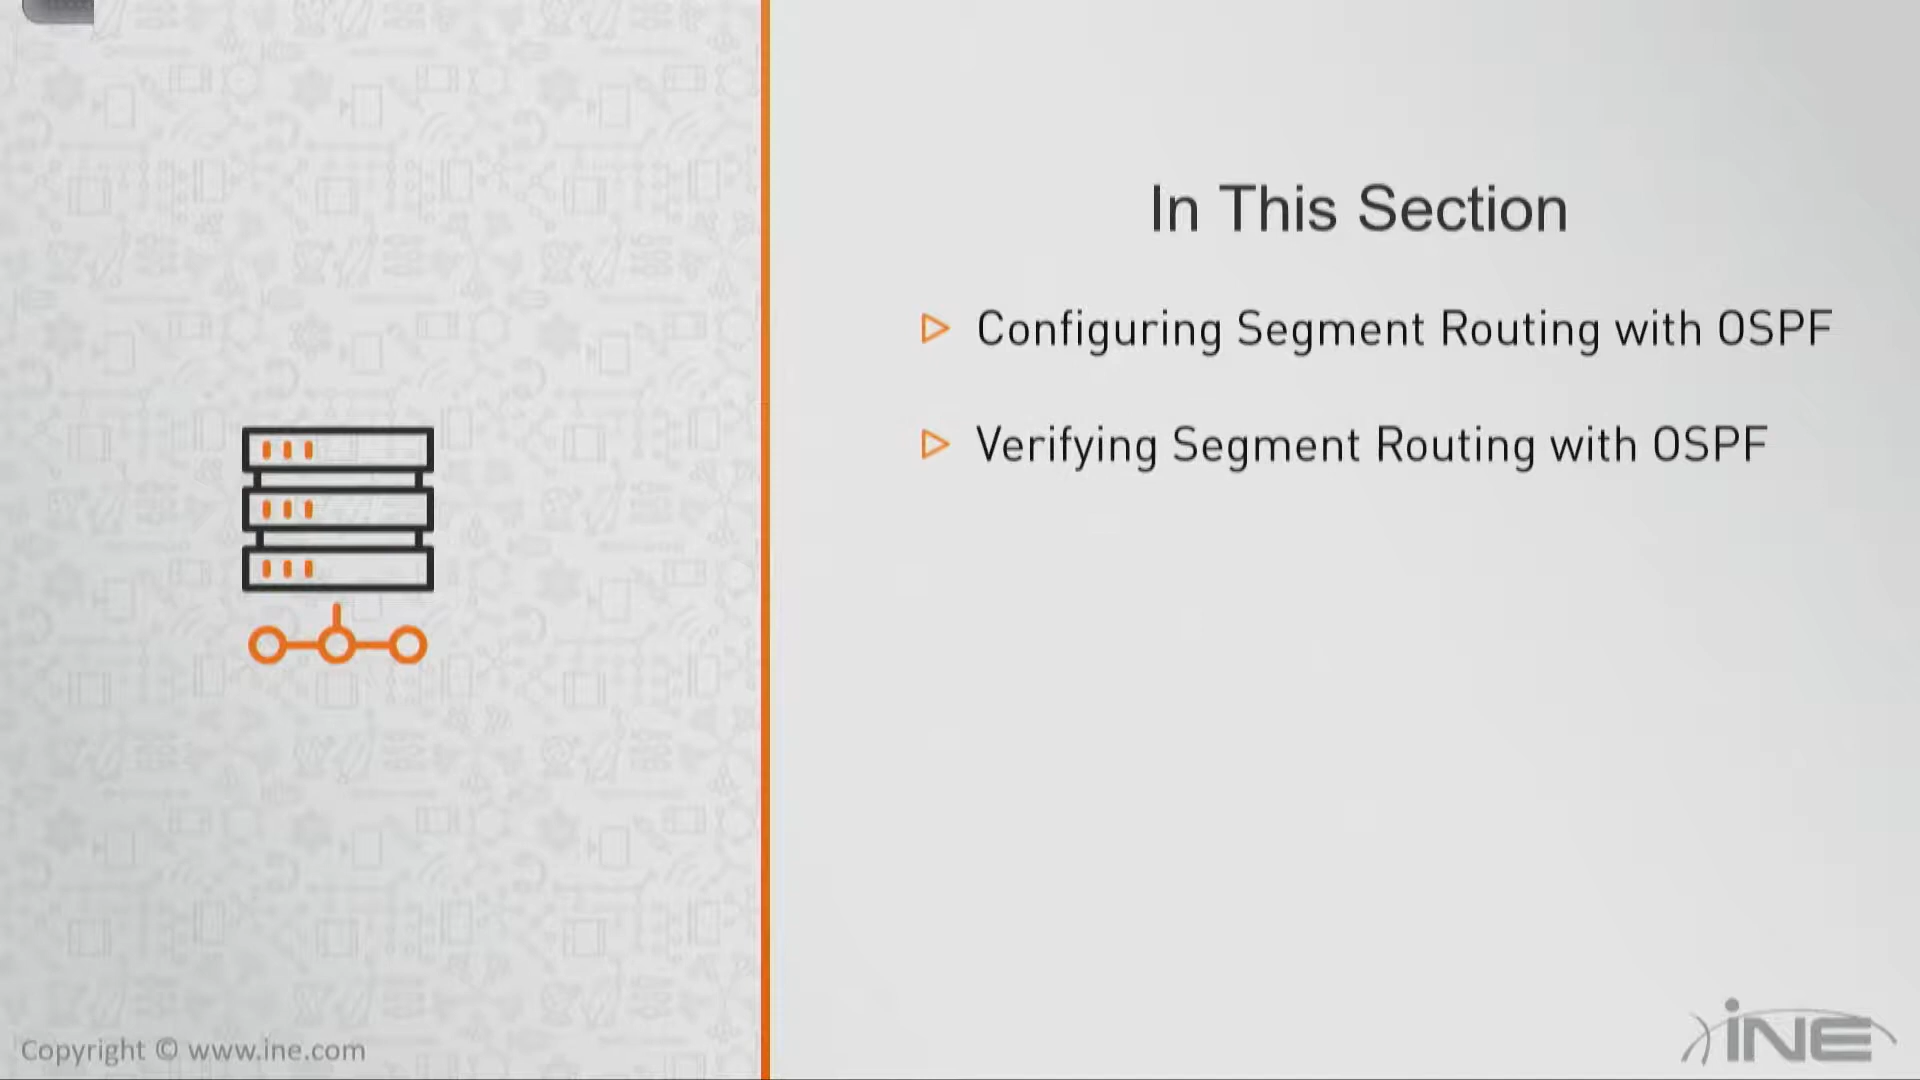 In This Section
Configuring Segment Routing with OSPF
Verifying Segment Routing with OSPF
Copyright © www.ine.com
iNE